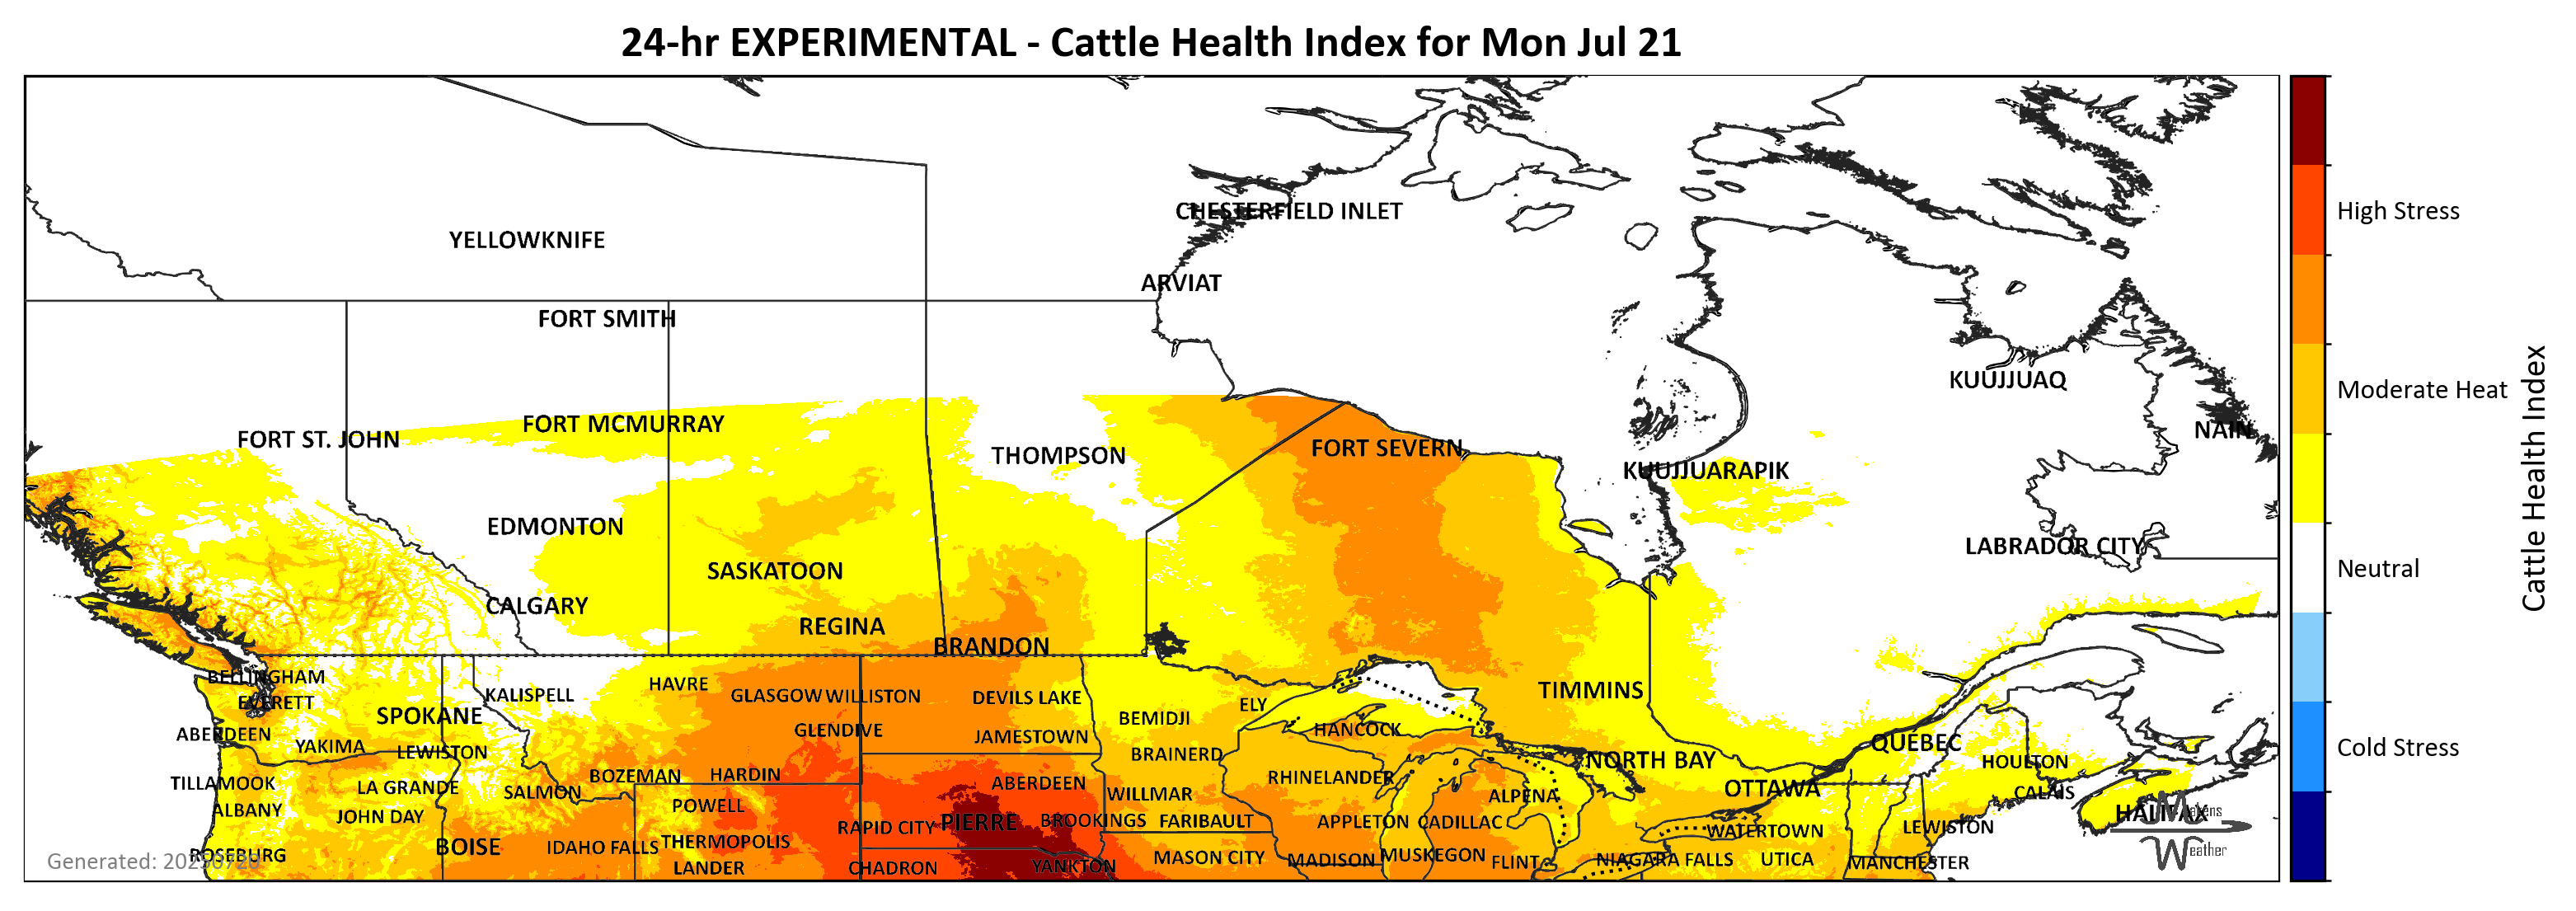 24-hr EXPERIMENTAL - Cattle Health Index for Mon Jul 21
CHESTERFIELD INLET
YELLOWKNIFE
High Stress
ARVIAT
FORT SMITH
KUUJJUAQ
Moderate Heat
FORT MCMURRAY
NAIN
FORT ST. JOHN
FORT SEVERN
THOMPSON
KUUJJUARAPIK
Cattle Health Index
EDMONTON
LABRADOR CITY
SASKATOON
Neutral
CALGARY
REGINA
BRANDON
BELLINGHAM
HAVRE
TIMMINS
KALISPELL
GLASGOW
WILLISTON
DEVILS LAKE
EVERETT
ELY
SPOKANE
BEMIDJI
ABERDEEN
GLENDIVE
JAMESTOWN
HANCOCK
QUEBEC
YAKIMA
LEWISTON
BRAINERD
NORTH BAY
HOULTON
Cold Stress
BOZEMAN
HARDIN
RHINELANDER
TILLAMOOK
LA GRANDE
SALMON
ABERDEEN
WILLMAR
ALPENA
OTTAWA
CALAIS
ALBANY
JOHN DAY
POWELL
RAPID CITY
PIERRE
BROOKINGS
FARIBAULT
APPLETON
CADILLAC
WATERTOWN
LEWISTON
HALIFAX
Makens
Weather
BOISE
IDAHO FALLS
THERMOPOLIS
ROSEBURG
MASON CITY
MADISON
MUSKEGON
FLINT
NIAGARA FALLS
UTICA
MANCHESTER
LANDER
CHADRON
YANKTON